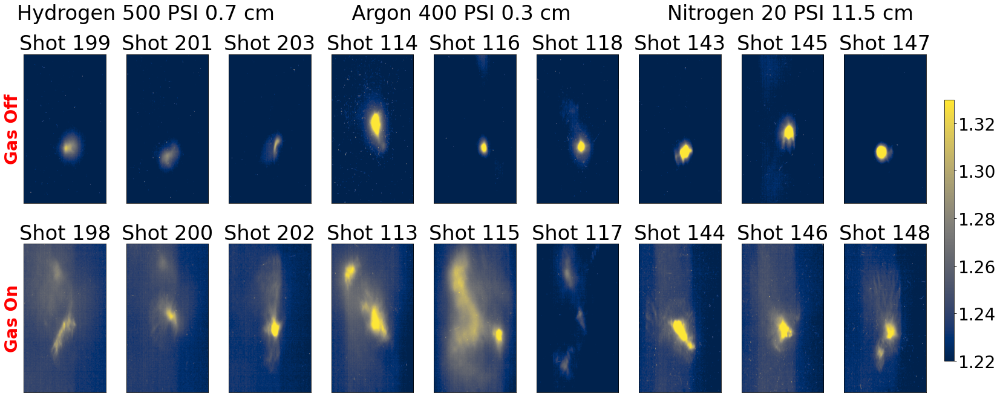 Hydrogen 500 PSI 0.7 cm Argon 400 PSI 0.3 cm Nitrogen 20 PSI 11.5 cm
Shot 199 Shot 201 Shot 203 Shot 114 Shot 116 Shot 118 Shot 143 Shot 145 Shot 147
Gas Off
Shot 198 Shot 200 Shot 202 Shot 113 Shot 115 Shot 117 Shot 144 Shot 146 Shot 148
Gas On
1.32
1.30
1.28
1.26
1.24
1.22